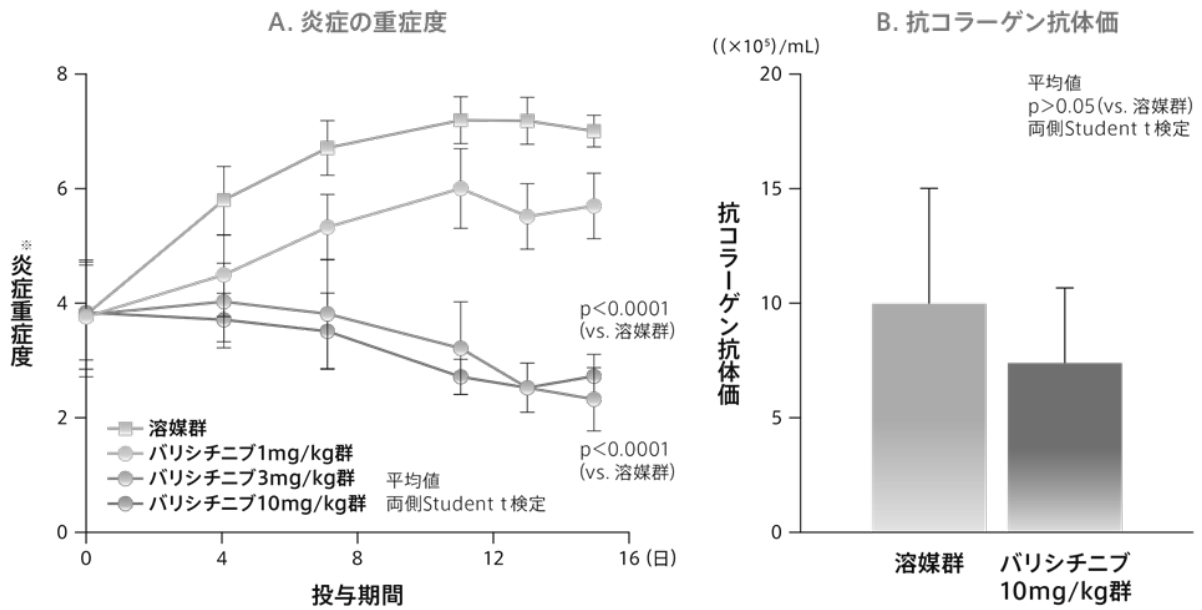 A. 炎症の重症度
8
6
4
2
0
※
炎症重症度
p<0.0001
(vs. 溶媒群)
p<0.0001
(vs. 溶媒群)
溶媒群
バリシチニブ1mg/kg群
バリシチニブ3mg/kg群
バリシチニブ10mg/kg群
平均値
両側Student t検定
0
4
8
12
16 (日)
投与期間
B. 抗コラーゲン抗体価
((×10⁵)/mL)
20
15
10
5
0
抗コラーゲン抗体価
平均値
p>0.05(vs. 溶媒群)
両側Student t検定
溶媒群
バリシチニブ
10mg/kg群